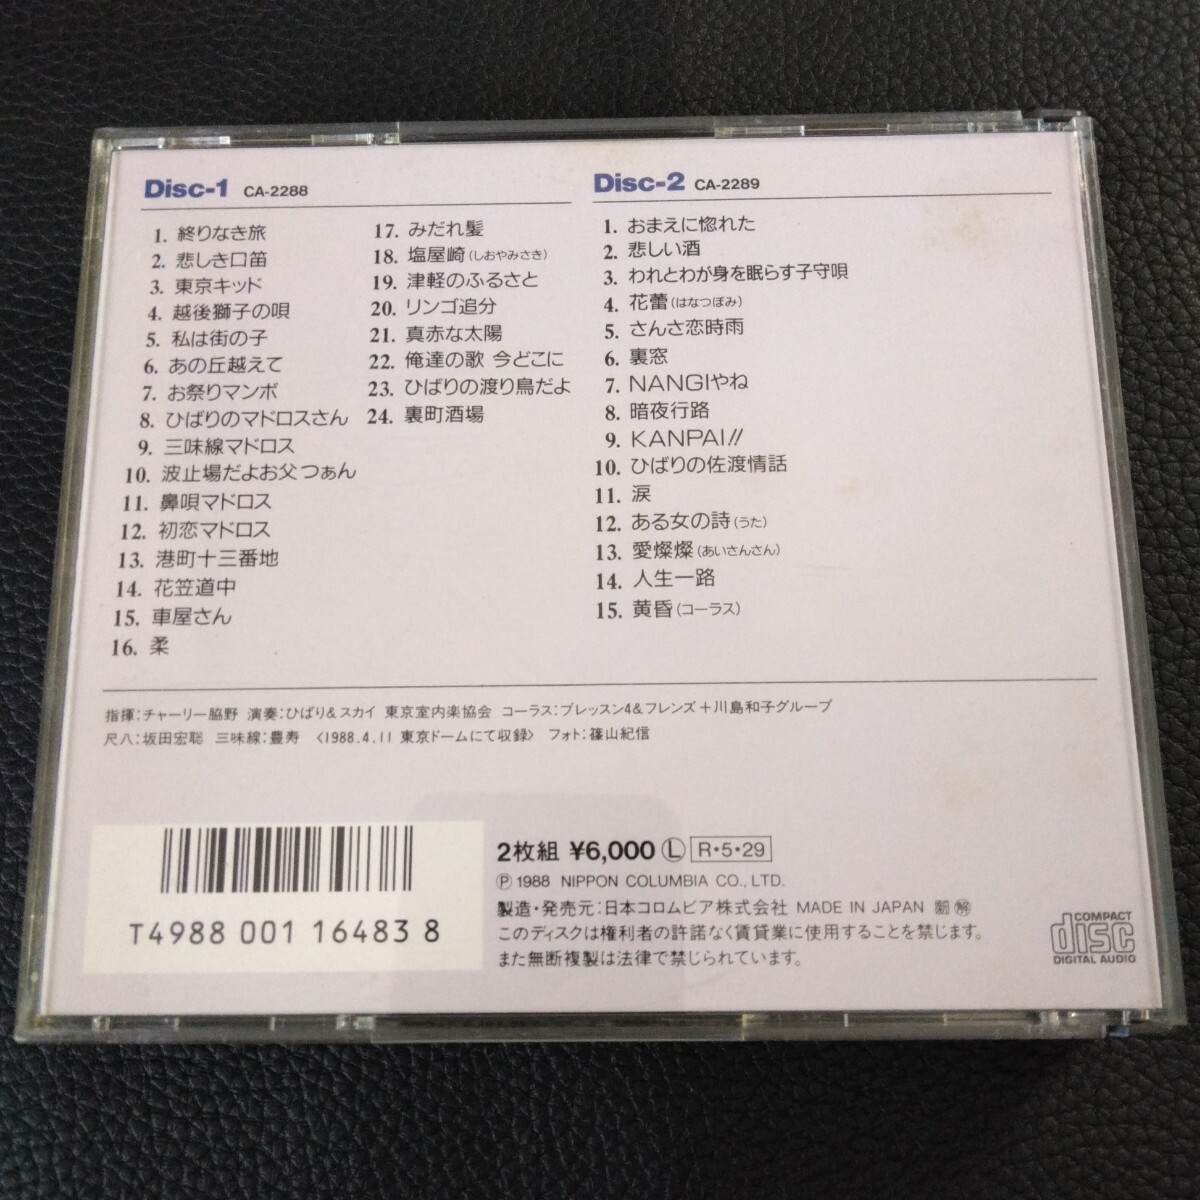 Disc-1 CA-2288
1. 終りなき旅
2. 悲しき口笛
3. 東京キッド
4. 越後獅子の唄
5. 私は街の子
6. あの丘越えて
7. お祭りマンボ
8. ひばりのマドロスさん
9. 三味線マドロス
10. 波止場だよお父つぁん
11. 鼻唄マドロス
12. 初恋マドロス
13. 港町十三番地
14. 花笠道中
15. 車屋さん
16. 柔
17. みだれ髪
18. 塩屋崎(しおやみさき)
19. 津軽のふるさと
20. リンゴ追分
21. 真赤な太陽
22. 俺達の歌 今どこに
23. ひばりの渡り鳥だよ
24. 裏町酒場
Disc-2 CA-2289
1. おまえに惚れた
2. 悲しい酒
3. われとわが身を眠らす子守唄
4. 花蕾(はなつぼみ)
5. さんさ恋時雨
6. 裏窓
7. NANGIやね
8. 暗夜行路
9. KANPAI!!
10. ひばりの佐渡情話
11. 涙
12. ある女の詩(うた)
13. 愛燦燦(あいさんさん)
14. 人生一路
15. 黄昏(コーラス)
指揮:チャーリー脇野 演奏:ひばり&スカイ 東京室内楽協会 コーラス:ブレッスン4&フレンズ+川島和子グループ
尺八:坂田宏聡 三味線:豊寿 〈1988.4.11 東京ドームにて収録〉 フォト:篠山紀信
T4988 001 16483 8
2枚組 ¥6,000 Ⓛ R・5・29
Ⓟ 1988 NIPPON COLUMBIA CO., LTD.
製造・発売元:日本コロムビア株式会社 MADE IN JAPAN
このディスクは権利者の許諾なく賃貸業に使用することを禁じます。
また無断複製は法律で禁じられています。
COMPACT
disc
DIGITAL AUDIO